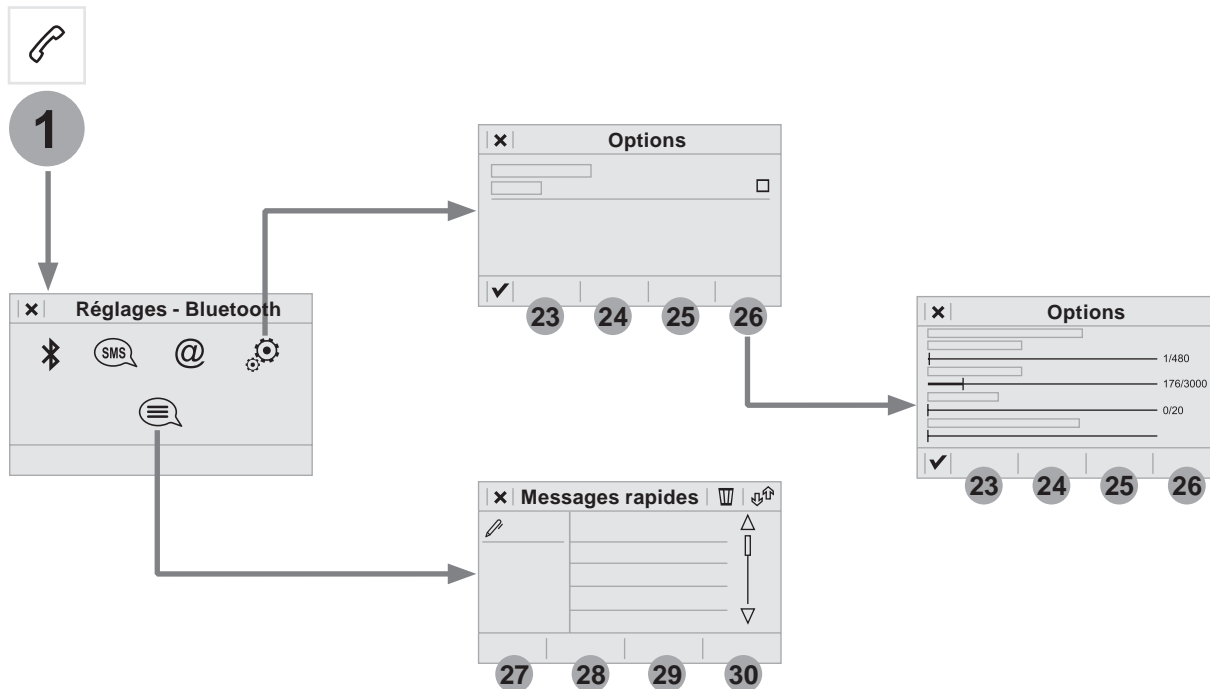 1
Options
23 24 25 26
Réglages - Bluetooth
SMS @
Options
1/480
176/3000
0/20
23 24 25 26
Messages rapides
27 28 29 30